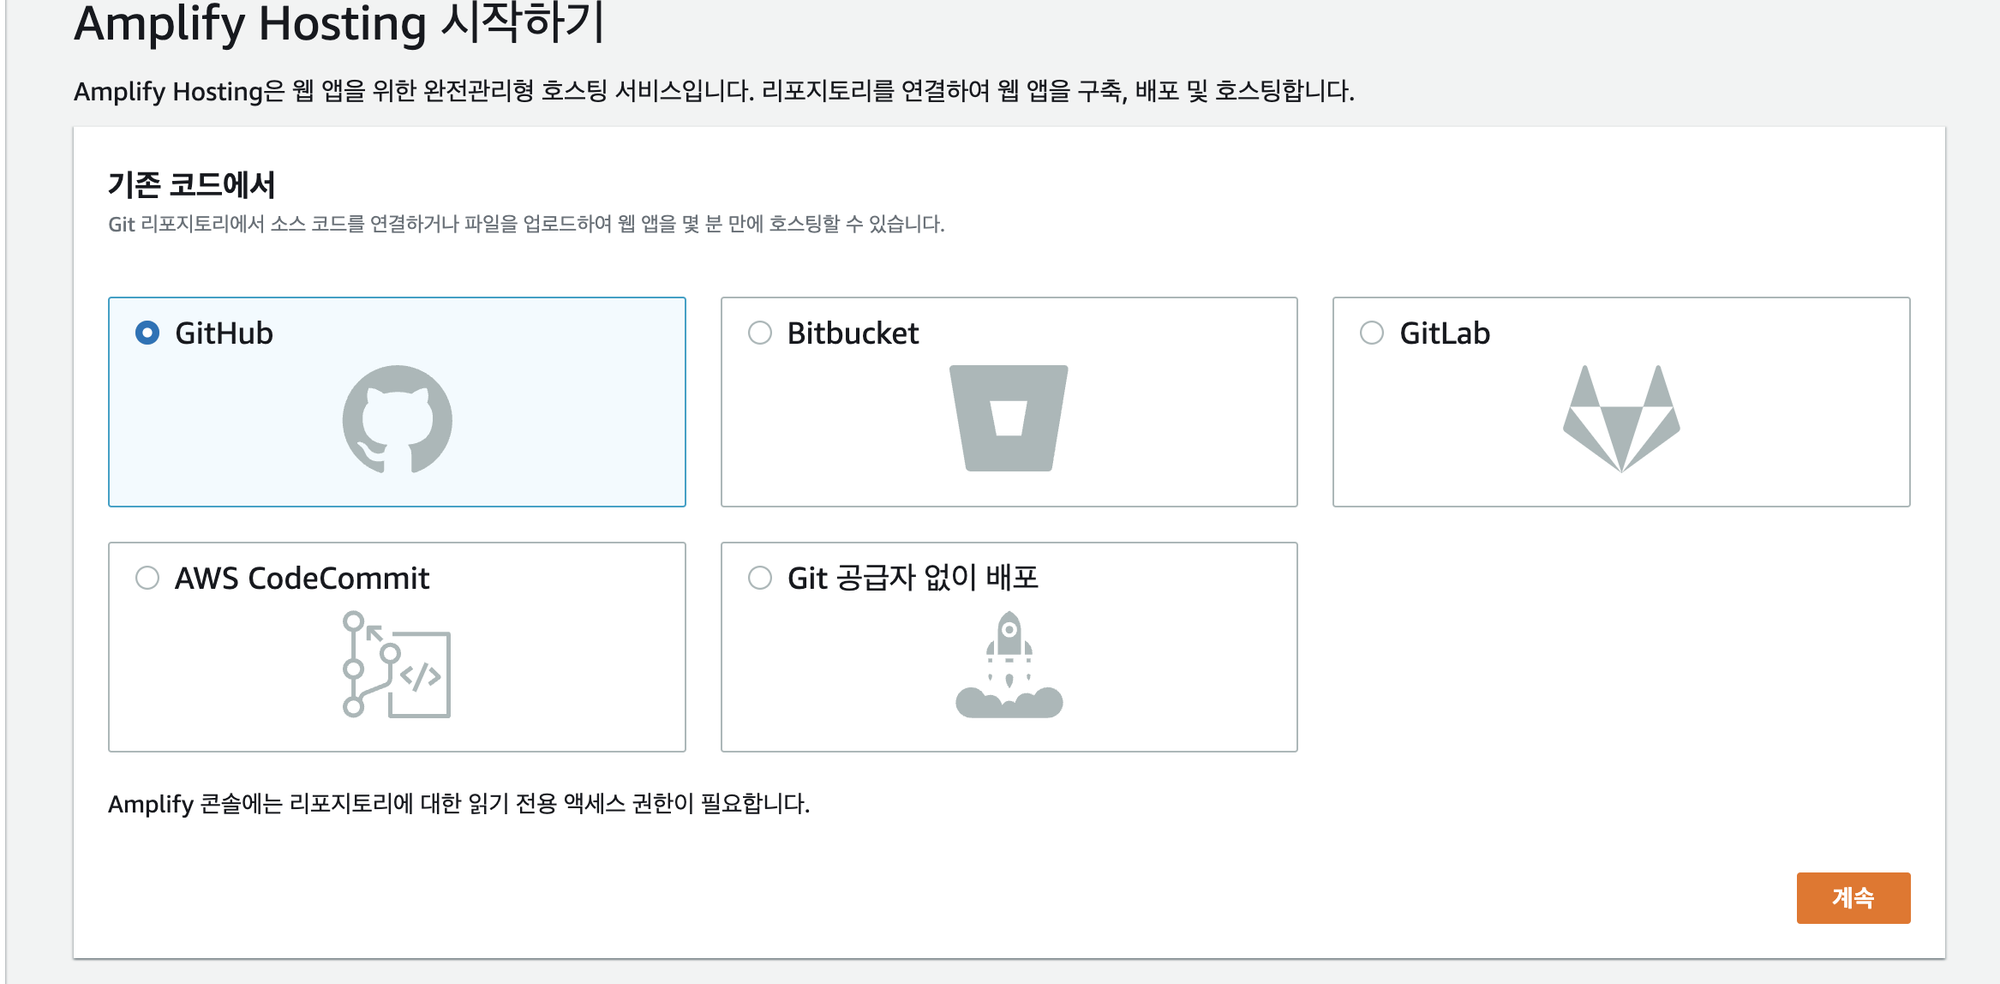 Amplify Hosting 시작하기
Amplify Hosting은 웹 앱을 위한 완전관리형 호스팅 서비스입니다. 리포지토리를 연결하여 웹 앱을 구축, 배포 및 호스팅합니다.
기존 코드에서
Git 리포지토리에서 소스 코드를 연결하거나 파일을 업로드하여 웹 앱을 몇 분 만에 호스팅할 수 있습니다.
GitHub
Bitbucket
GitLab
AWS CodeCommit
Git 공급자 없이 배포
Amplify 콘솔에는 리포지토리에 대한 읽기 전용 액세스 권한이 필요합니다.
계속